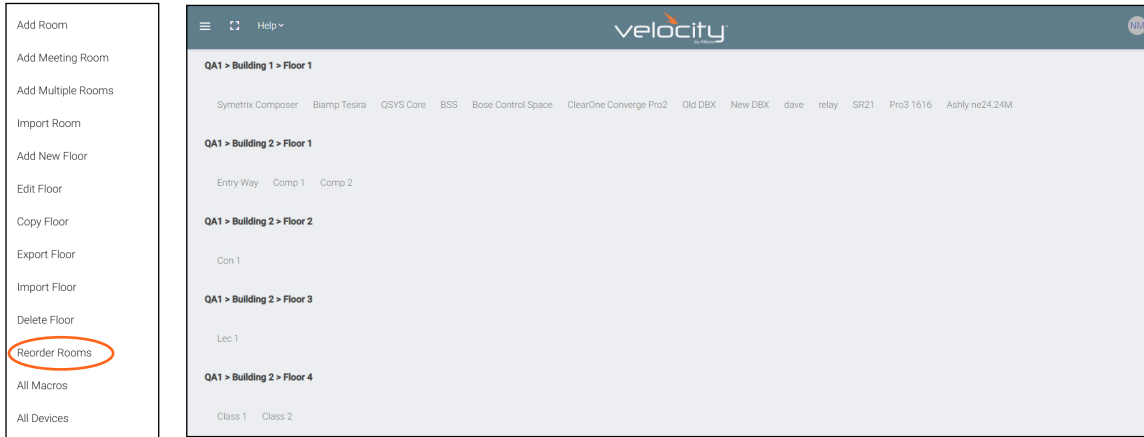 Add Room
Add Meeting Room
Add Multiple Rooms
Import Room
Add New Floor
Edit Floor
Copy Floor
Export Floor
Import Floor
Delete Floor
Reorder Rooms
All Macros
All Devices
Help
velocity
by Atlona
NM
QA1 > Building 1 > Floor 1
Symetrix Composer Biamp Tesira QSYS Core BSS Bose Control Space ClearOne Converge Pro2 Old DBX New DBX dave relay SR21 Pro3 1616 Ashly ne24.24M
QA1 > Building 2 > Floor 1
Entry Way Comp 1 Comp 2
QA1 > Building 2 > Floor 2
Con 1
QA1 > Building 2 > Floor 3
Lec 1
QA1 > Building 2 > Floor 4
Class 1 Class 2